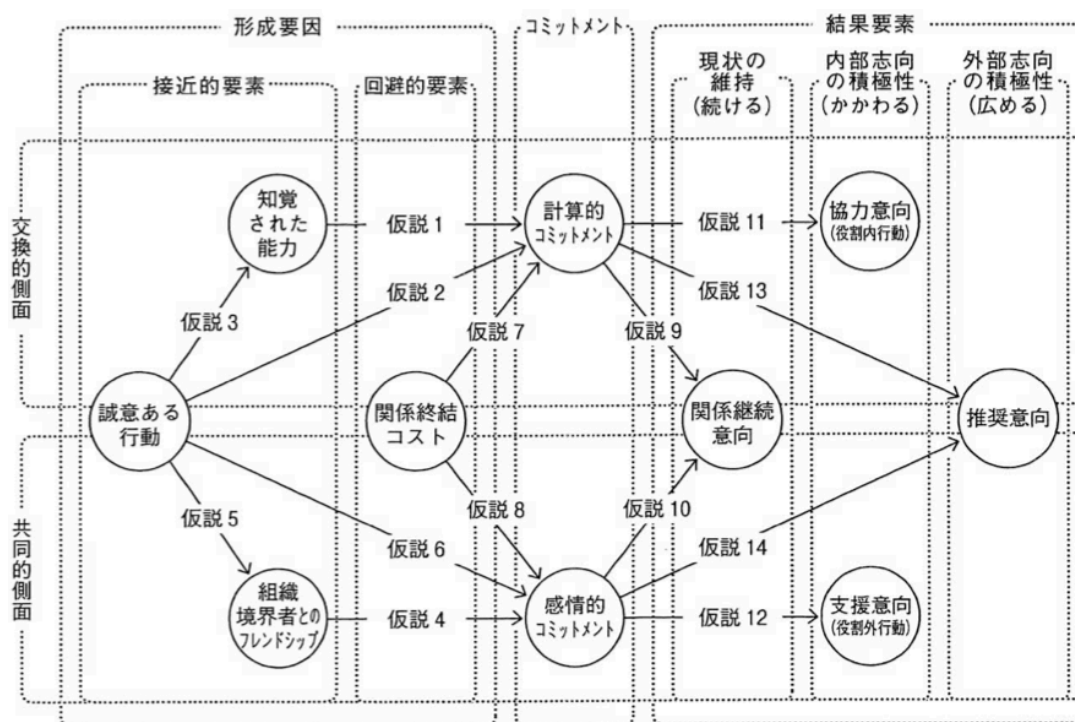 形成要因
コミットメント
結果要素
接近的要素
回避的要素
現状の
維持
(続ける)
内部志向
の積極性
(かかわる)
外部志向
の積極性
(広める)
交換的側面
共同的側面
知覚
された
能力
仮説 1
計算的
コミットメント
仮説 11
協力意向
(役割内行動)
仮説 2
仮説 13
仮説 3
仮説 7
仮説 9
誠意ある
行動
関係終結
コスト
関係継続
意向
推奨意向
仮説 5
仮説 8
仮説 10
仮説 6
仮説 14
組織
境界者との
フレンドシップ
仮説 4
感情的
コミットメント
仮説 12
支援意向
(役割外行動)